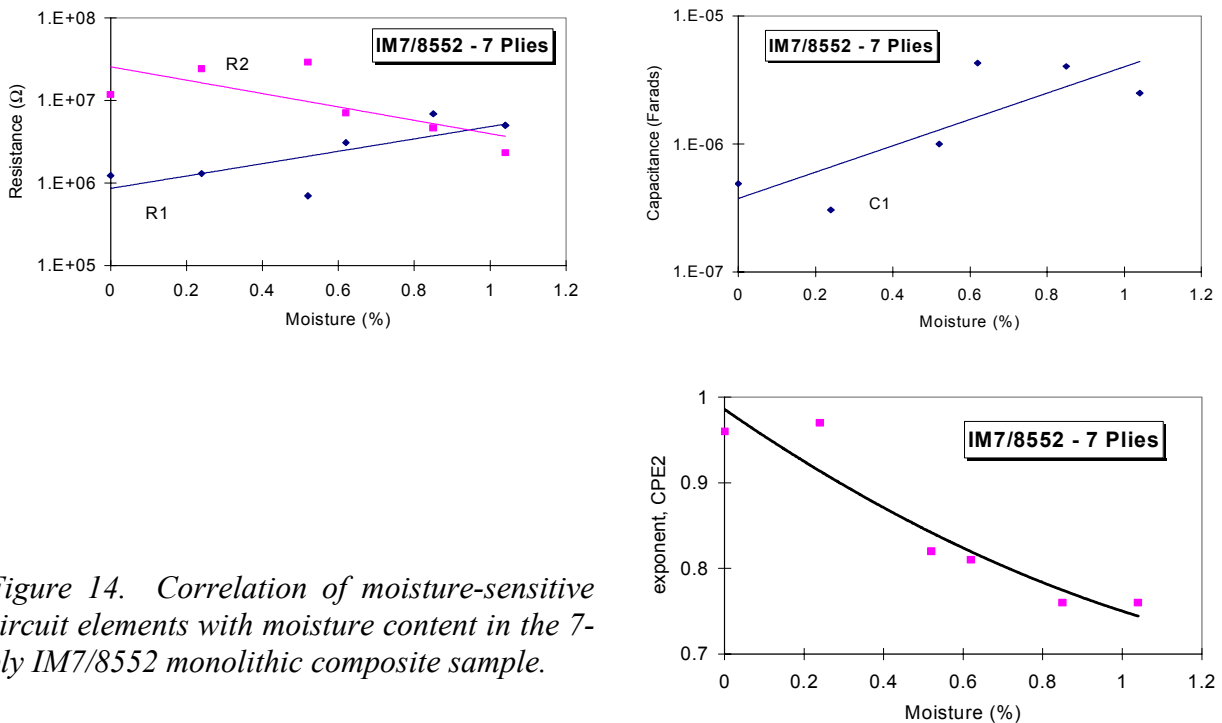 1.E+08
1.E+07
1.E+06
1.E+05
Resistance (Ω)
IM7/8552 - 7 Plies
R2
R1
0 0.2 0.4 0.6 0.8 1 1.2
Moisture (%)
1.E-05
1.E-06
1.E-07
Capacitance (Farads)
IM7/8552 - 7 Plies
C1
0 0.2 0.4 0.6 0.8 1 1.2
Moisture (%)
1
0.9
0.8
0.7
exponent, CPE2
IM7/8552 - 7 Plies
0 0.2 0.4 0.6 0.8 1 1.2
Moisture (%)
igure 14. Correlation of moisture-sensitive
ircuit elements with moisture content in the 7-
ly IM7/8552 monolithic composite sample.